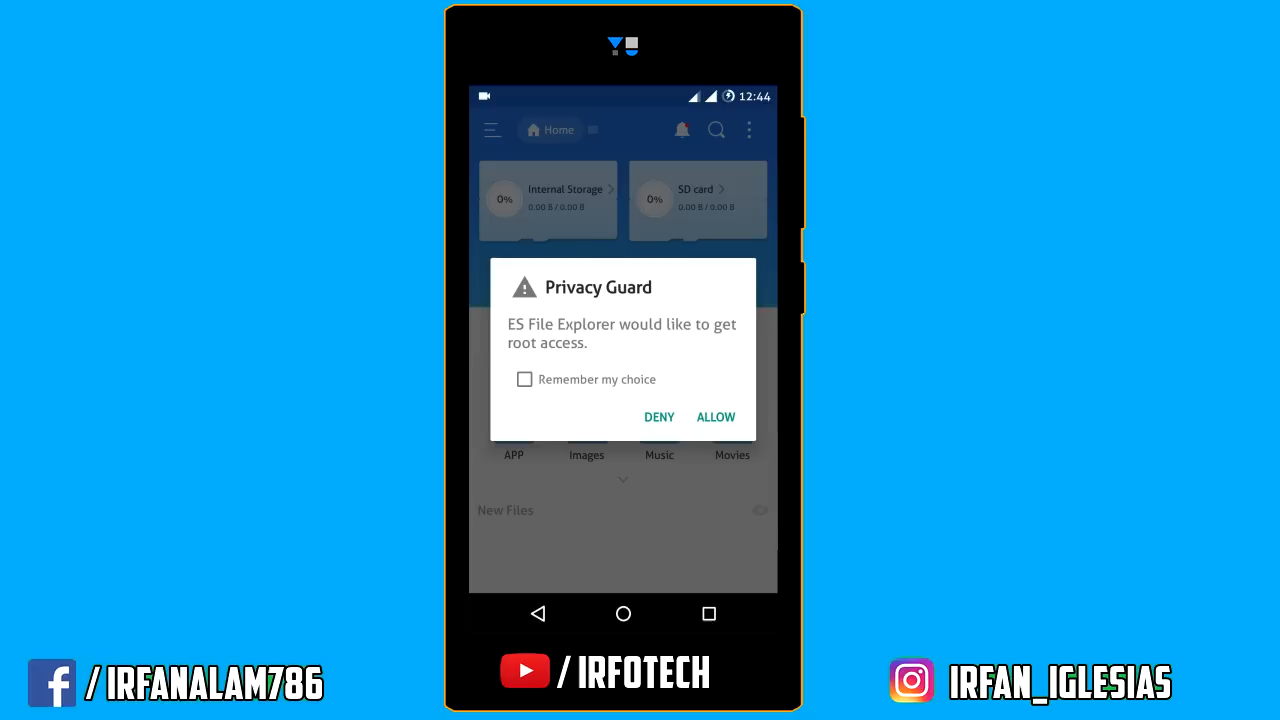 YU
12:44
Home
Internal Storage
SD card
0%
0.00 B / 0.00 B
0%
0.00 B / 0.00 B
Privacy Guard
ES File Explorer would like to get
root access.
Remember my choice
DENY ALLOW
APP Images Music Movies
New Files
/ IRFANALAM786
/ IRFOTECH
IRFAN_IGLESIAS